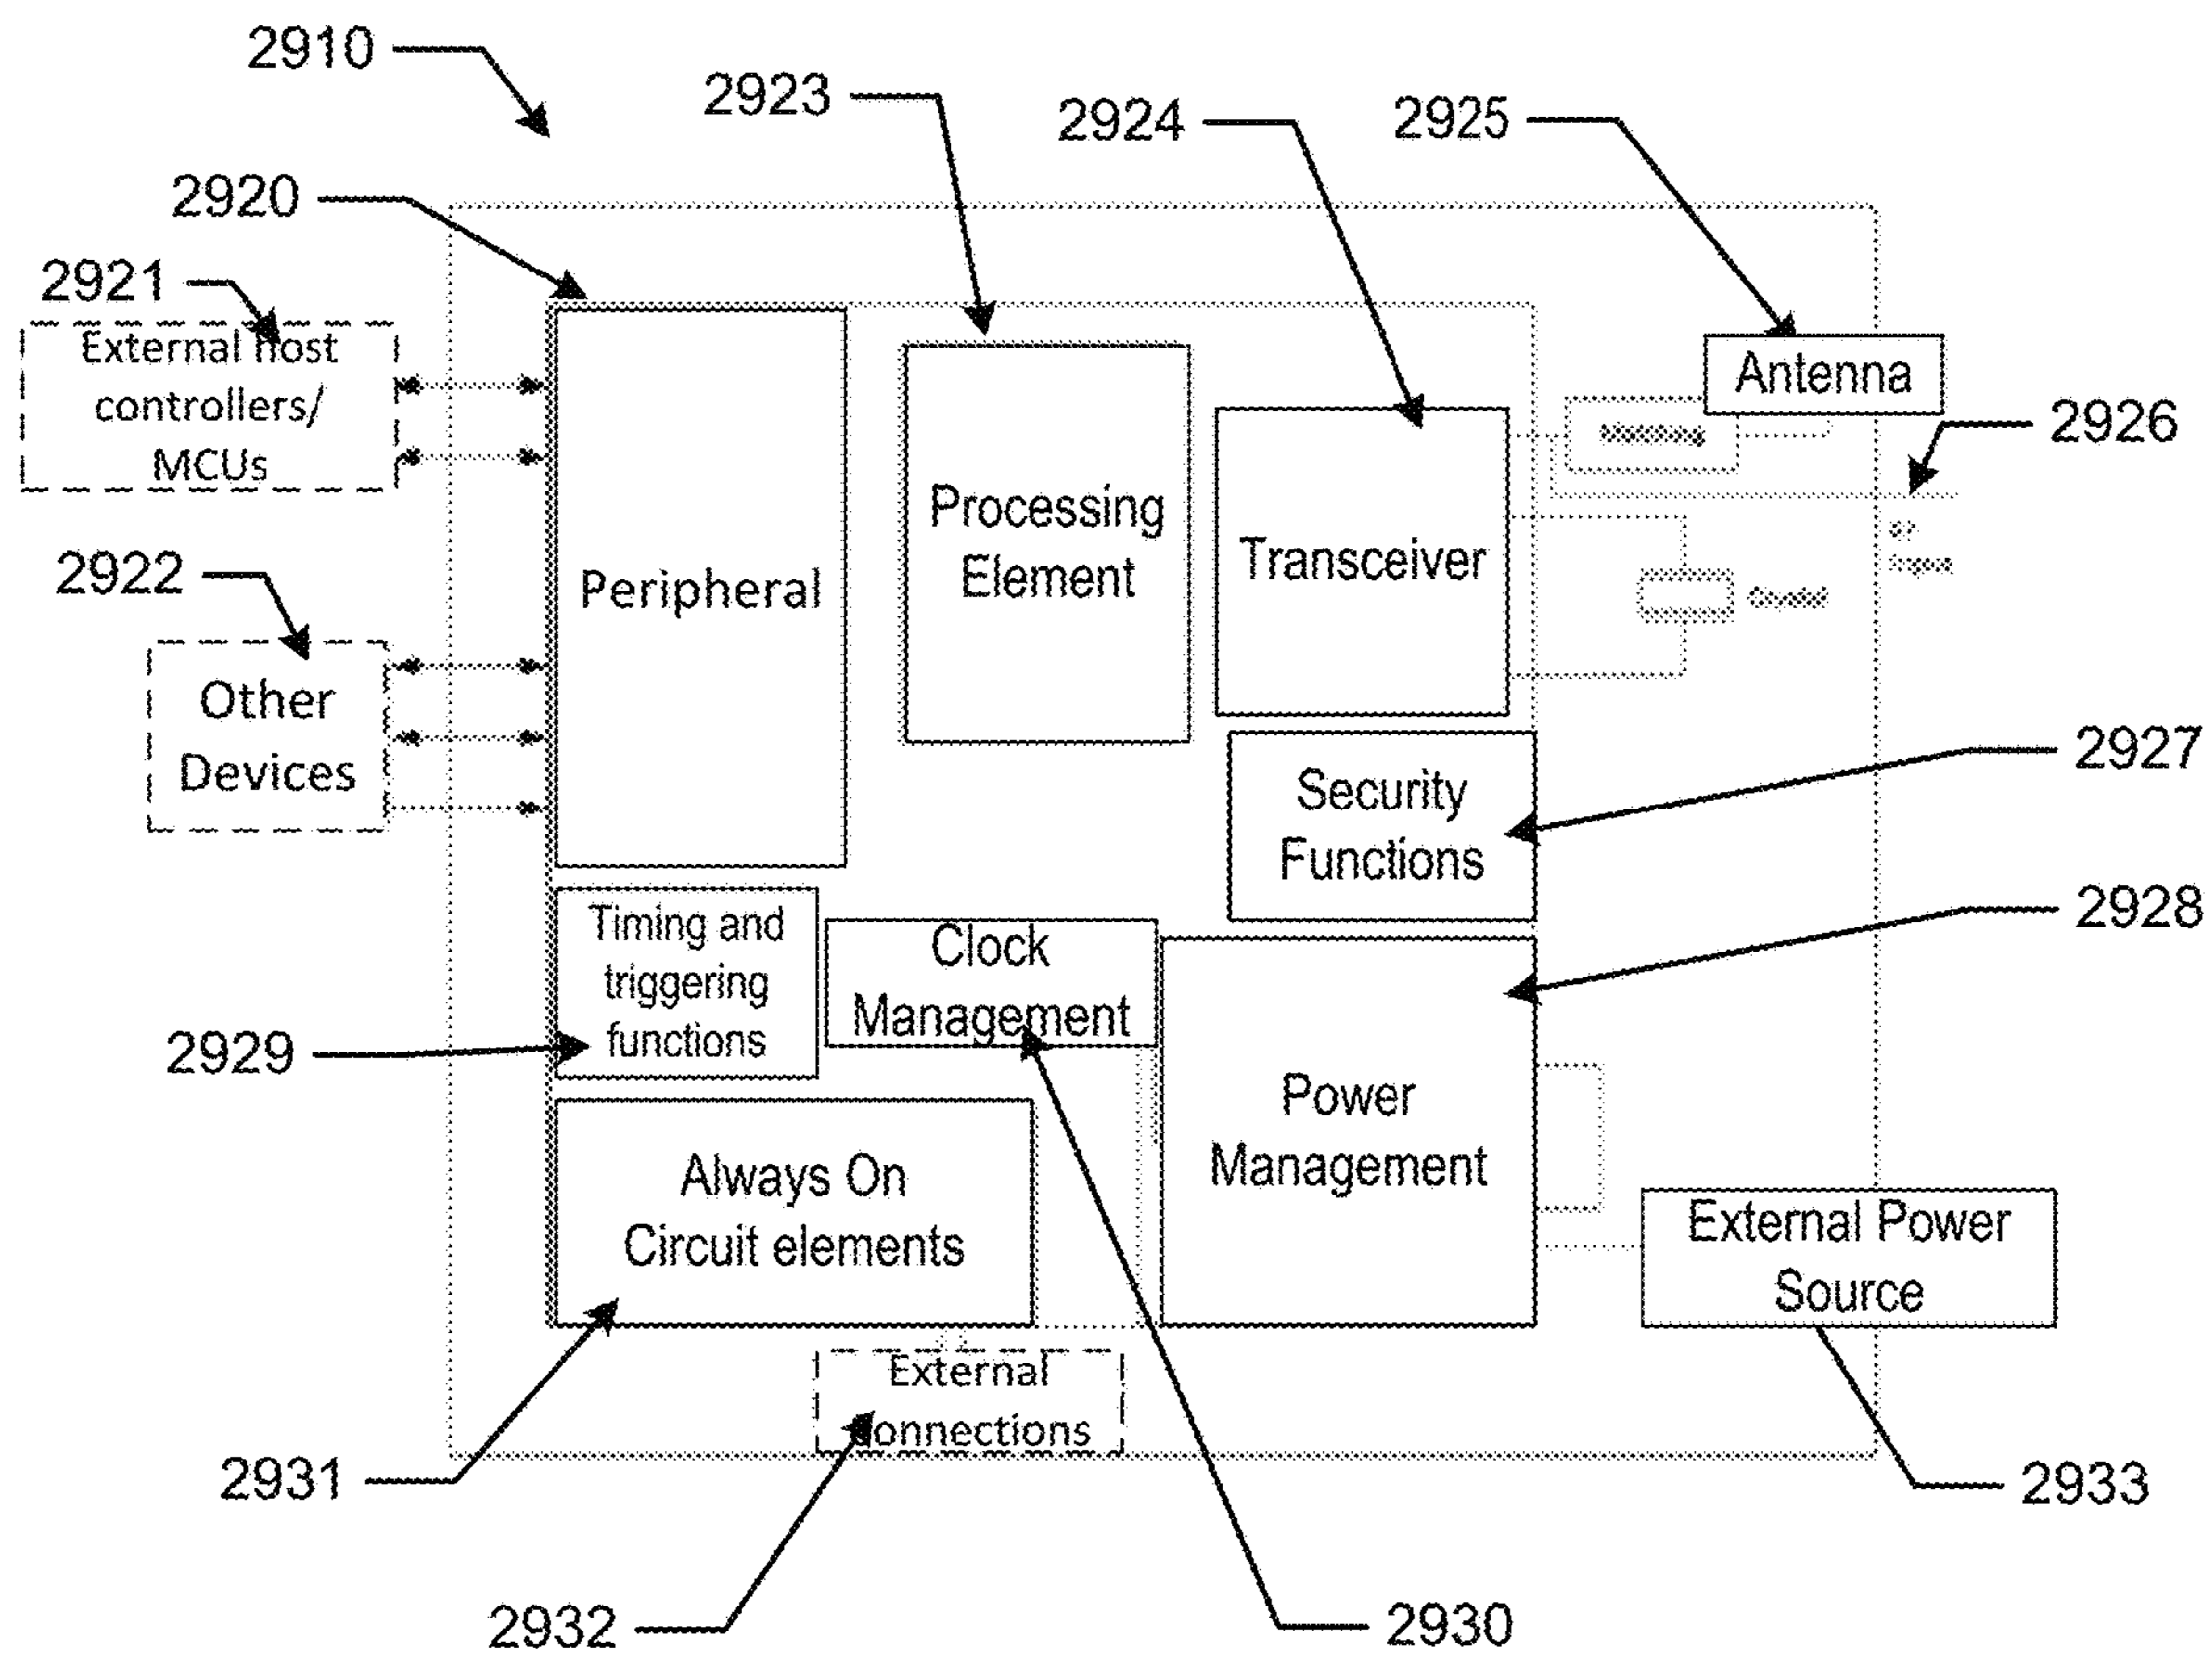 2910
2923
2924
2925
2920
2921
External host
controllers/
MCUs
Antenna
2926
Processing
Element
Transceiver
Peripheral
2922
Other
Devices
2927
Security
Functions
2928
Timing and
triggering
functions
Clock
Management
2929
Power
Management
Always On
Circuit elements
External Power
Source
External
connections
2931
2933
2932
2930